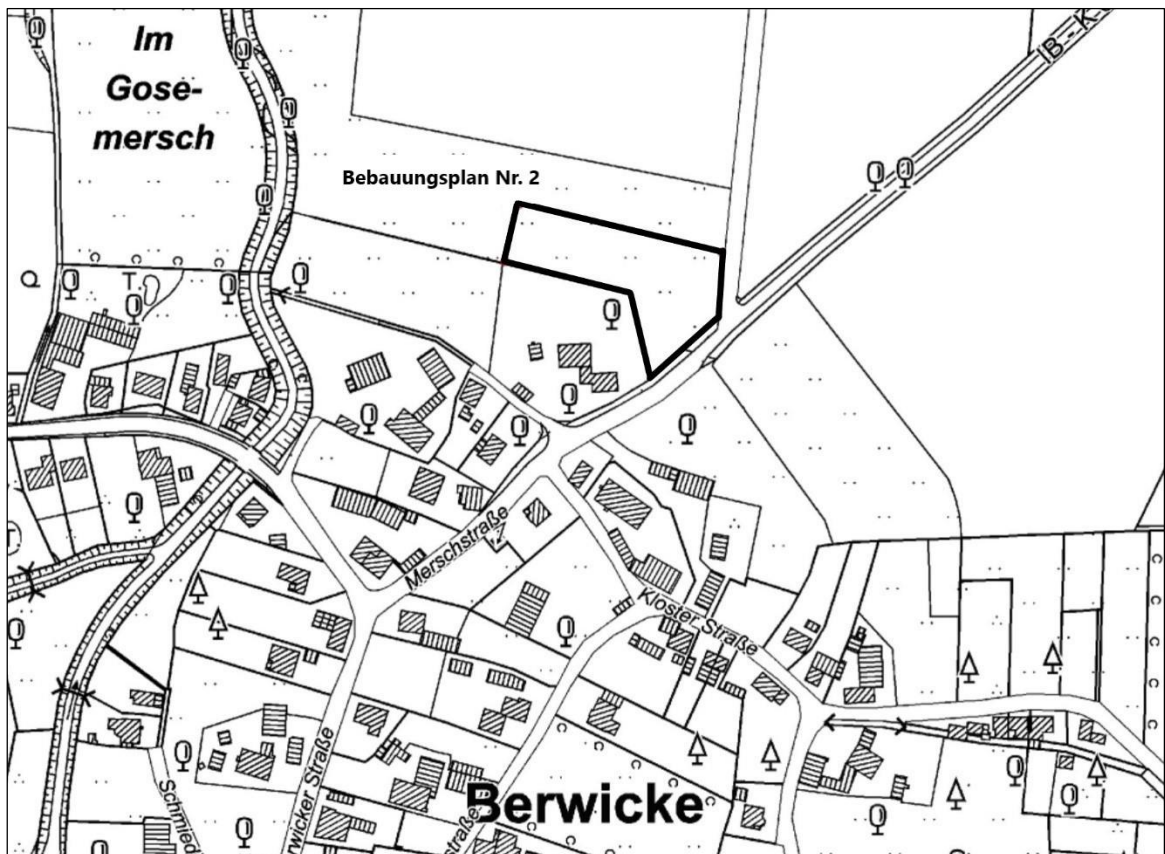 Im
Gose-
mersch
Bebauungsplan Nr. 2
Merschstraße
Kloster Straße
Berwicke